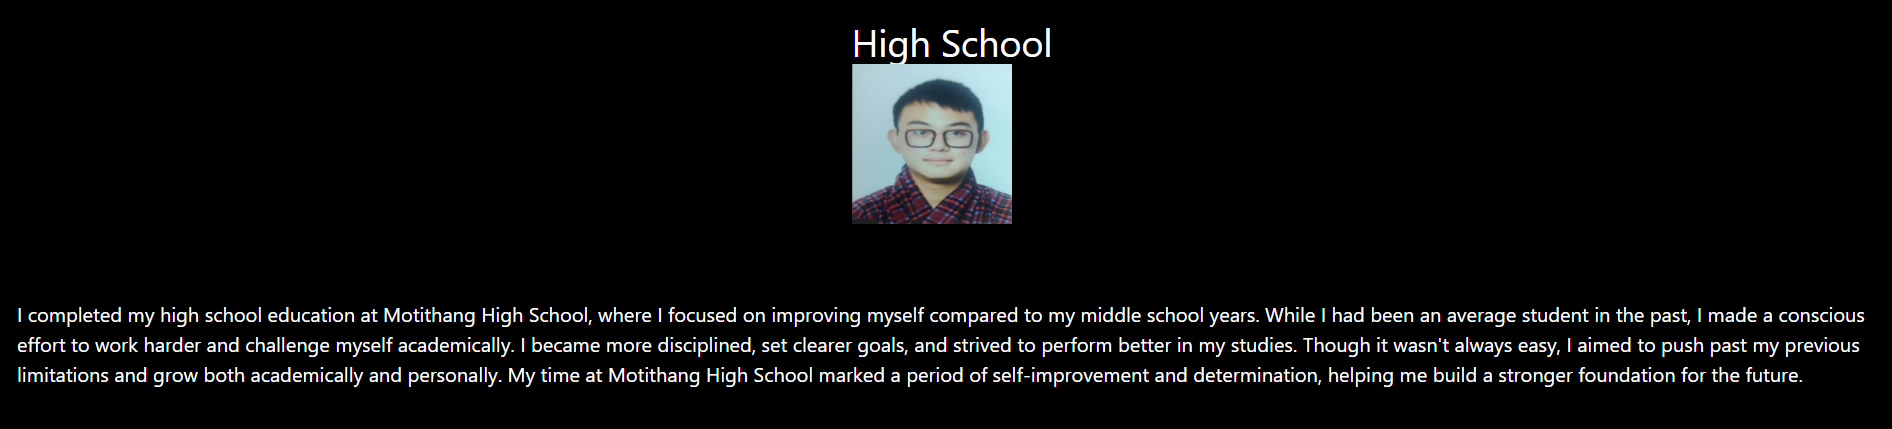 High School
I completed my high school education at Motithang High School, where I focused on improving myself compared to my middle school years. While I had been an average student in the past, I made a conscious
effort to work harder and challenge myself academically. I became more disciplined, set clearer goals, and strived to perform better in my studies. Though it wasn't always easy, I aimed to push past my previous
limitations and grow both academically and personally. My time at Motithang High School marked a period of self-improvement and determination, helping me build a stronger foundation for the future.